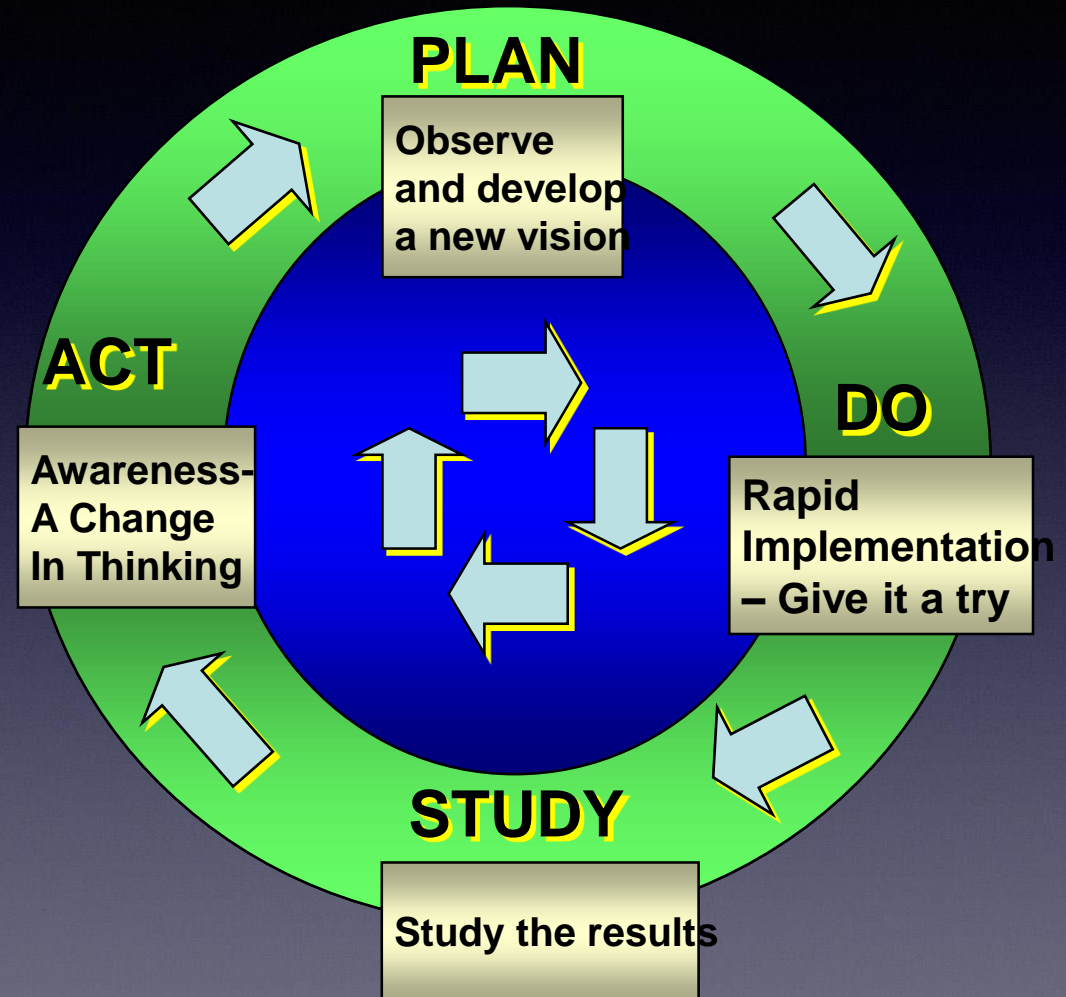 PLAN
Observe
and develop
a new vision
DO
Rapid
Implementation
– Give it a try
STUDY
Study the results
ACT
Awareness-
A Change
In Thinking